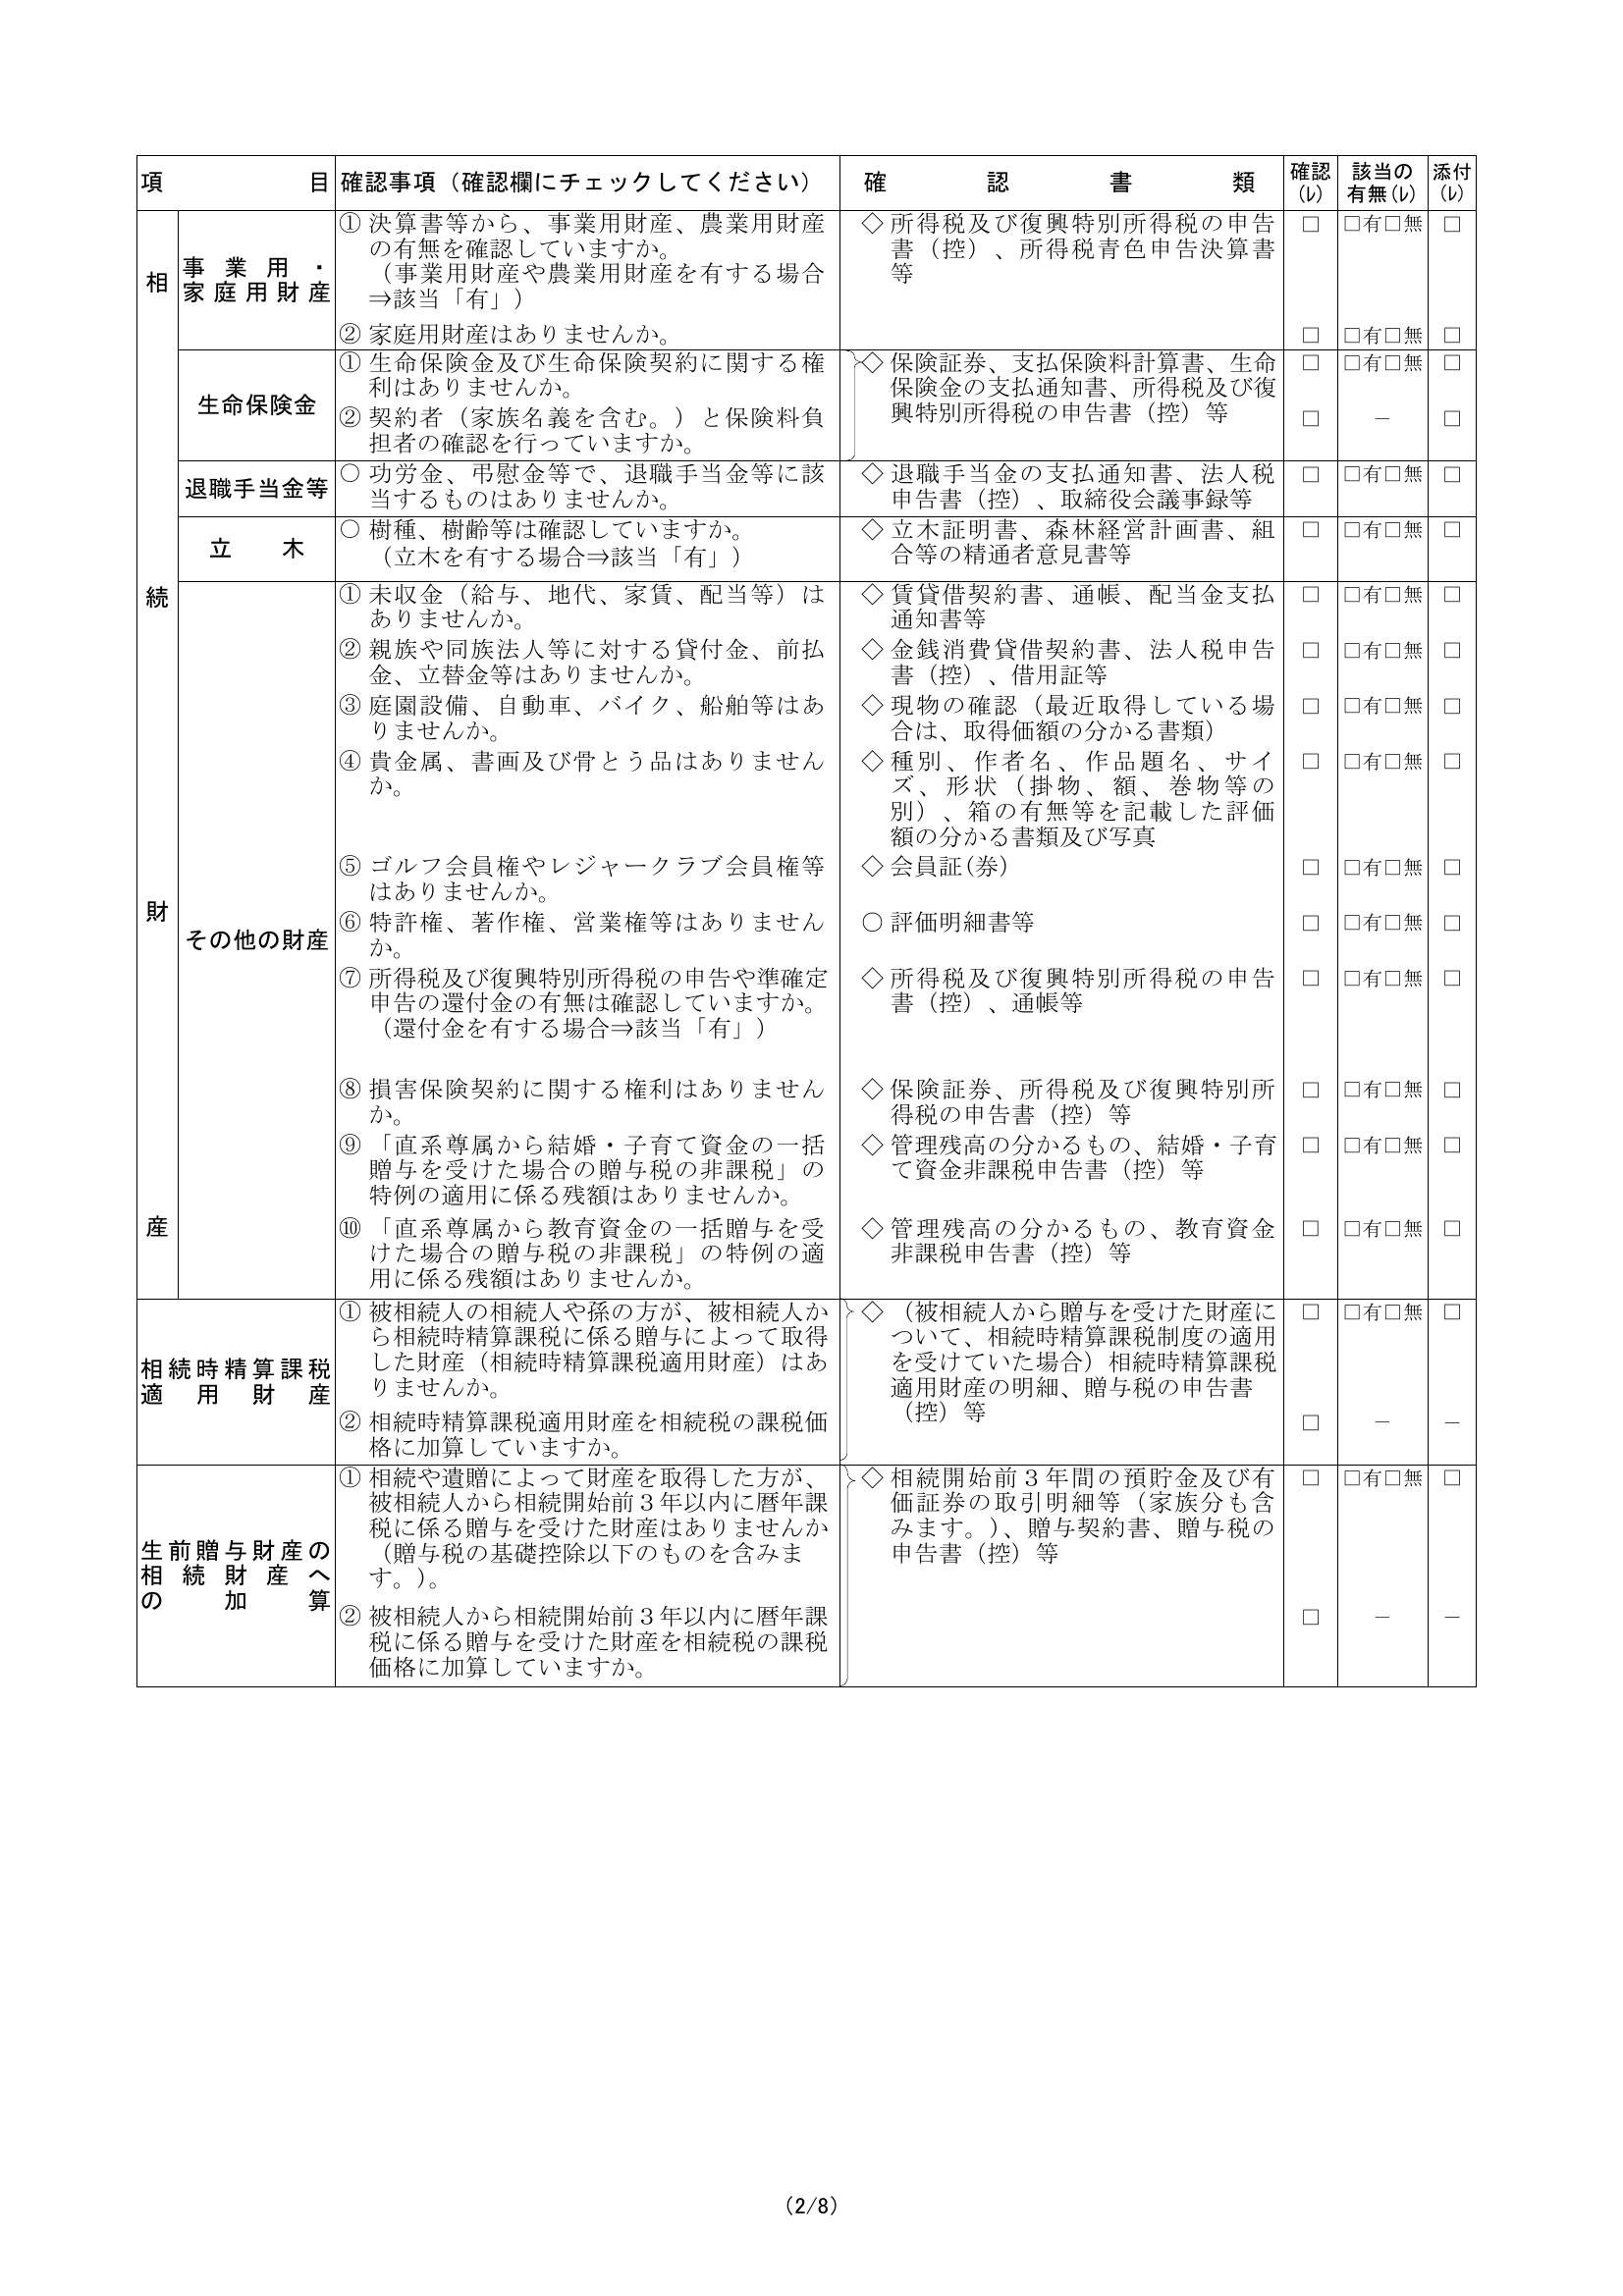 項　目 確認事項（確認欄にチェックしてください） 確認書類 確認(レ) 該当の有無(レ) 添付(レ)
相続財産
事業用・
家庭用財産
① 決算書等から、事業用財産、農業用財産
の有無を確認していますか。
（事業用財産や農業用財産を有する場合
⇒該当「有」）
◇ 所得税及び復興特別所得税の申告
書（控）、所得税青色申告決算書
等
□ □有□無 □
② 家庭用財産はありませんか。
□ □有□無 □
生命保険金
① 生命保険金及び生命保険契約に関する権
利はありませんか。
◇ 保険証券、支払保険料計算書、生命
保険金の支払通知書、所得税及び復
興特別所得税の申告書（控）等
□ □有□無 □
② 契約者（家族名義を含む。）と保険料負
担者の確認を行っていますか。
□ － □
退職手当金等
○ 功労金、弔慰金等で、退職手当金等に該
当するものはありませんか。
◇ 退職手当金の支払通知書、法人税
申告書（控）、取締役会議事録等
□ □有□無 □
立　木
○ 樹種、樹齢等は確認していますか。
（立木を有する場合⇒該当「有」）
◇ 立木証明書、森林経営計画書、組
合等の精通者意見書等
□ □有□無 □
その他の財産
① 未収金（給与、地代、家賃、配当等）は
ありませんか。
◇ 賃貸借契約書、通帳、配当金支払
通知書等
□ □有□無 □
② 親族や同族法人等に対する貸付金、前払
金、立替金等はありませんか。
◇ 金銭消費貸借契約書、法人税申告
書（控）、借用証等
□ □有□無 □
③ 庭園設備、自動車、バイク、船舶等はあ
りませんか。
◇ 現物の確認（最近取得している場
合は、取得価額の分かる書類）
□ □有□無 □
④ 貴金属、書画及び骨とう品はありません
か。
◇ 種別、作者名、作品題名、サイ
ズ、形状（掛物、額、巻物等の
別）、箱の有無等を記載した評価
額の分かる書類及び写真
□ □有□無 □
⑤ ゴルフ会員権やレジャークラブ会員権等
はありませんか。
◇ 会員証(券)
□ □有□無 □
⑥ 特許権、著作権、営業権等はありません
か。
○ 評価明細書等
□ □有□無 □
⑦ 所得税及び復興特別所得税の申告や準確定
申告の還付金の有無は確認していますか。
（還付金を有する場合⇒該当「有」）
◇ 所得税及び復興特別所得税の申告
書（控）、通帳等
□ □有□無 □
⑧ 損害保険契約に関する権利はありません
か。
◇ 保険証券、所得税及び復興特別所
得税の申告書（控）等
□ □有□無 □
⑨ 「直系尊属から結婚・子育て資金の一括
贈与を受けた場合の贈与税の非課税」の
特例の適用に係る残額はありませんか。
◇ 管理残高の分かるもの、結婚・子育
て資金非課税申告書（控）等
□ □有□無 □
⑩ 「直系尊属から教育資金の一括贈与を受
けた場合の贈与税の非課税」の特例の適
用に係る残額はありませんか。
◇ 管理残高の分かるもの、教育資金
非課税申告書（控）等
□ □有□無 □
相続時精算課税
適用財産
① 被相続人の相続人や孫の方が、被相続人か
ら相続時精算課税に係る贈与によって取得
した財産（相続時精算課税適用財産）はあ
りませんか。
◇ （被相続人から贈与を受けた財産に
ついて、相続時精算課税制度の適用
を受けていた場合）相続時精算課税
適用財産の明細、贈与税の申告書
（控）等
□ □有□無 □
② 相続時精算課税適用財産を相続税の課税価
格に加算していますか。
□ － －
生前贈与財産の
相続財産へ
の加算
① 相続や遺贈によって財産を取得した方が、
被相続人から相続開始前３年以内に暦年課
税に係る贈与を受けた財産はありませんか
（贈与税の基礎控除以下のものを含みま
す。）。
◇ 相続開始前３年間の預貯金及び有
価証券の取引明細等（家族分も含
みます。）、贈与契約書、贈与税の
申告書（控）等
□ □有□無 □
② 被相続人から相続開始前３年以内に暦年課
税に係る贈与を受けた財産を相続税の課税
価格に加算していますか。
□ － －
（2/8）